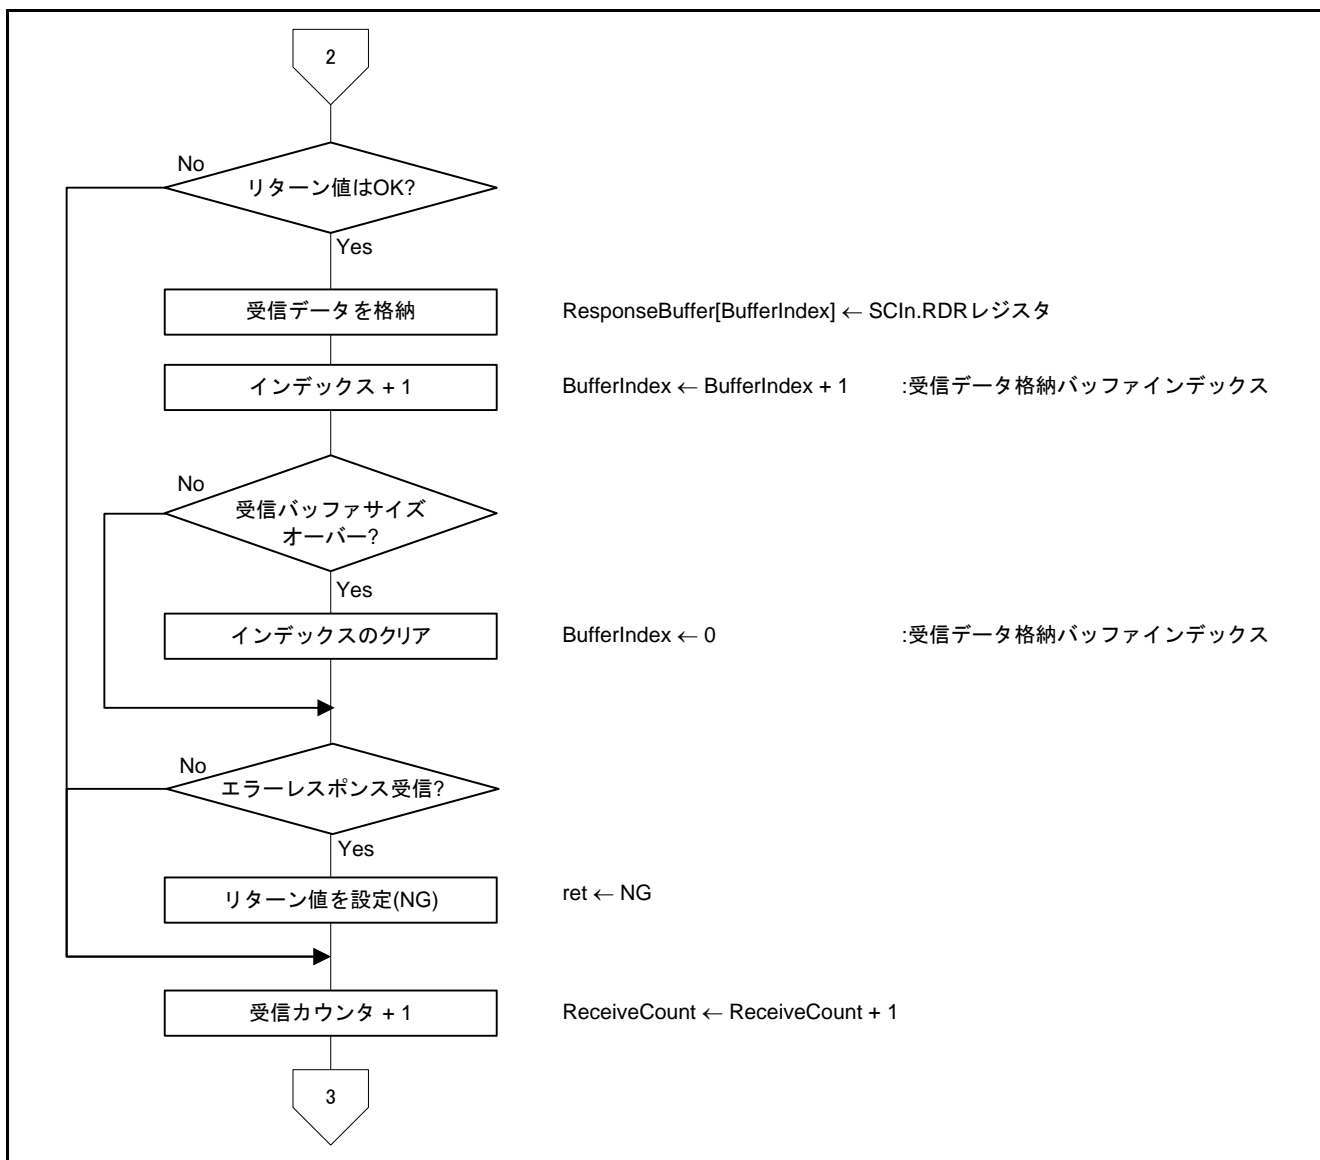 2
No
リターン値はOK?
Yes
受信データを格納
ResponseBuffer[BufferIndex] ← SCIn.RDRレジスタ
インデックス + 1
BufferIndex ← BufferIndex + 1 :受信データ格納バッファインデックス
No
受信バッファサイズ
オーバー?
Yes
インデックスのクリア
BufferIndex ← 0 :受信データ格納バッファインデックス
No
エラーレスポンス受信?
Yes
リターン値を設定(NG)
ret ← NG
受信カウンタ + 1
ReceiveCount ← ReceiveCount + 1
3